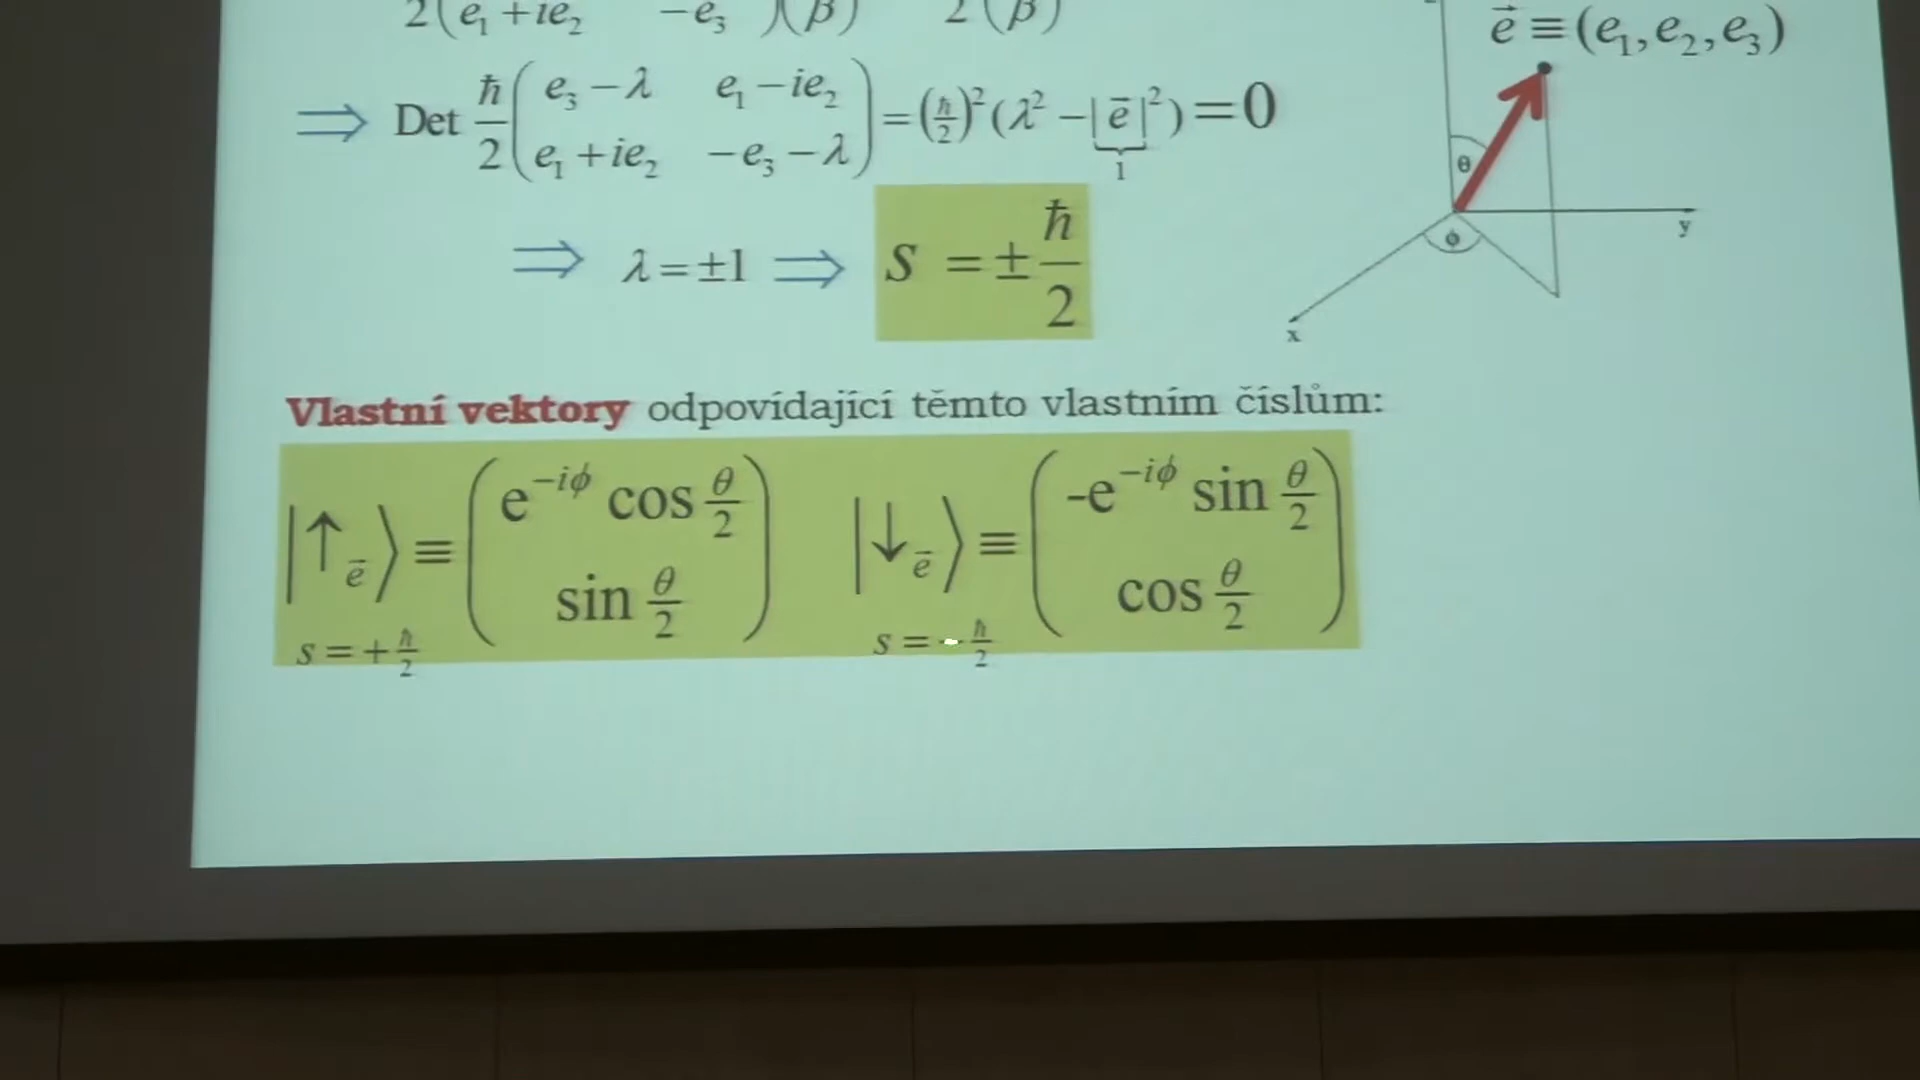 2 ( e₁ + ie₂   − e₃ ) ( β )   2 ( β )
e⃗ ≡ (e₁, e₂, e₃)
⇒ Det ħ/2 ( e₃ − λ   e₁ − ie₂
e₁ + ie₂   − e₃ − λ ) = (ħ/2)² (λ² − |e⃗|²) = 0
1
θ
ϕ
y
x
⇒ λ = ±1 ⇒ s = ± ħ/2
Vlastní vektory odpovídající těmto vlastním číslům:
|↑e⃗⟩ ≡ ( e^−iϕ cos θ/2
sin θ/2 )
s = + ħ/2
|↓e⃗⟩ ≡ ( -e^−iϕ sin θ/2
cos θ/2 )
s = − ħ/2